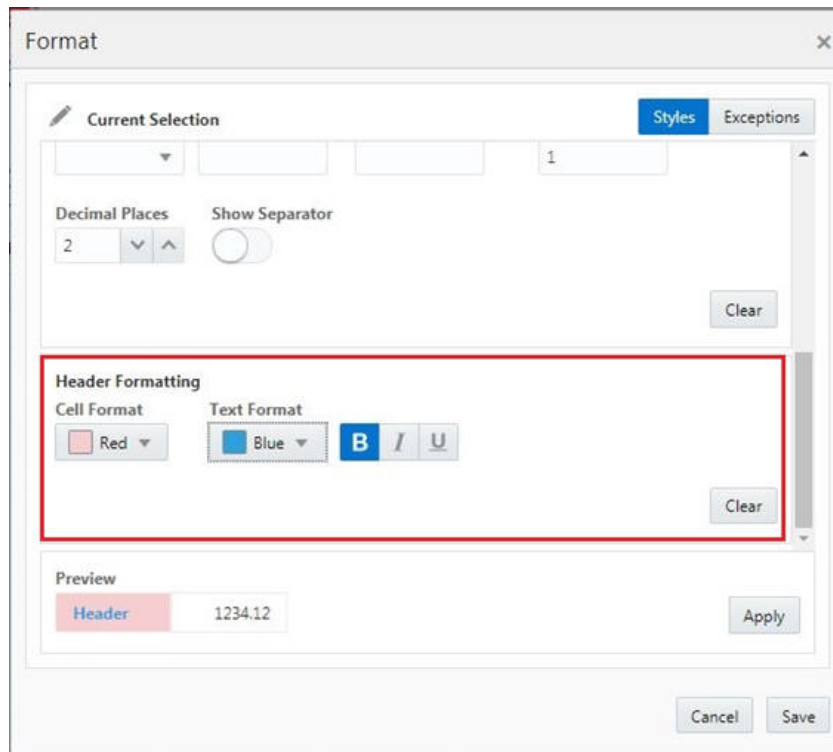 Format
×
Current Selection
Styles Exceptions
1
Decimal Places Show Separator
2
Clear
Header Formatting
Cell Format Text Format
Red Blue B I U
Clear
Preview
Header 1234.12
Apply
Cancel Save